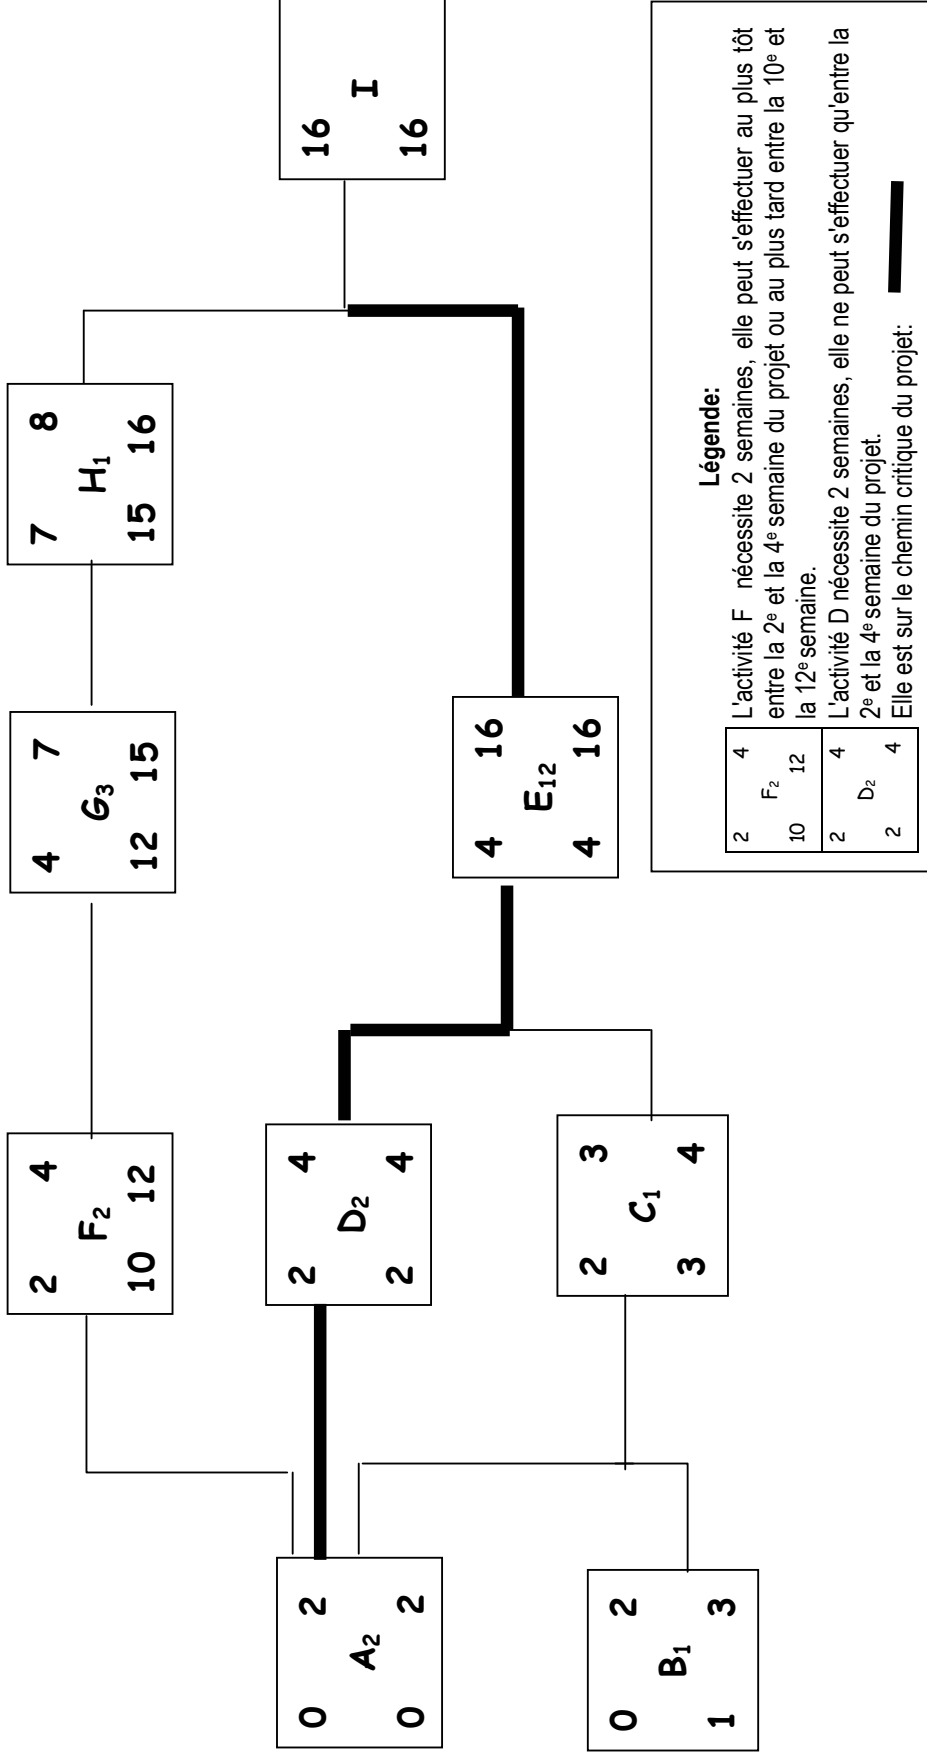 2 4
F2
10 12
4 7
G3
12 15
7 8
H1
15 16
0 2
A2
0 2
2 4
D2
2 4
16
I
16
4 16
E12
4 16
0 2
B1
1 3
2 3
C1
3 4
Légende:
2 4
F2
10 12
L'activité F nécessite 2 semaines, elle peut s'effectuer au plus tôt
entre la 2e et la 4e semaine du projet ou au plus tard entre la 10e et
la 12e semaine.
2 4
D2
2 4
L'activité D nécessite 2 semaines, elle ne peut s'effectuer qu'entre la
2e et la 4e semaine du projet.
Elle est sur le chemin critique du projet: